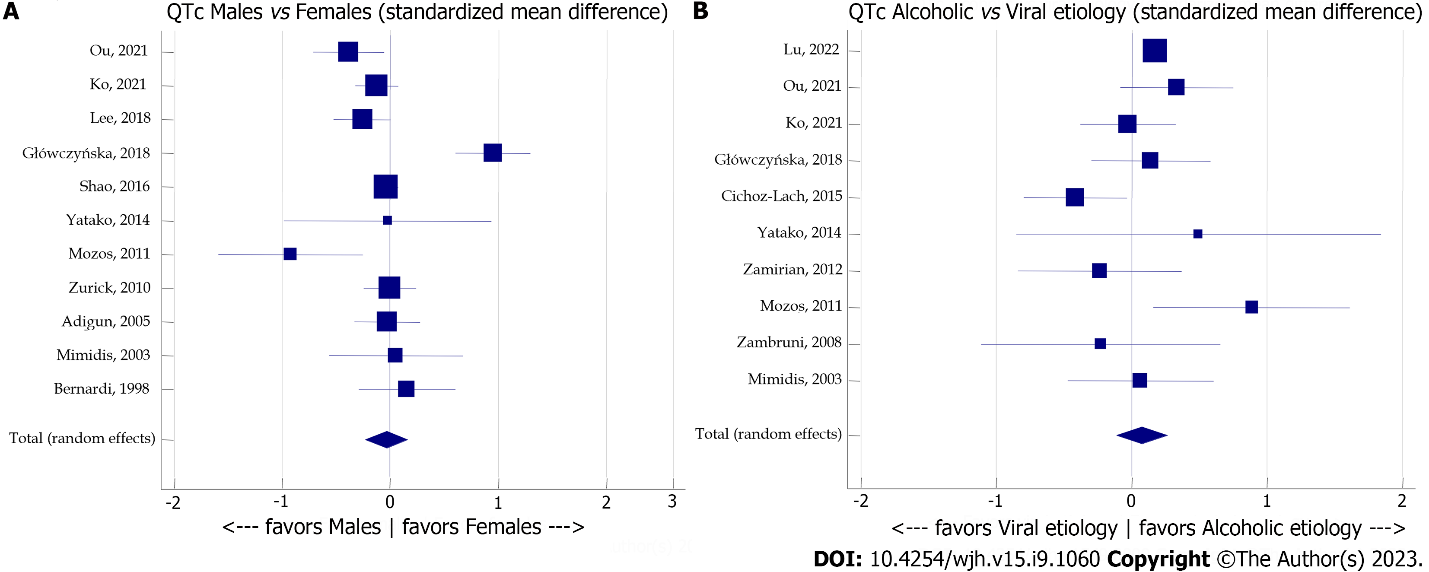 A
QTc Males vs Females (standardized mean difference)
Ou, 2021
Ko, 2021
Lee, 2018
Główczyńska, 2018
Shao, 2016
Yatako, 2014
Mozos, 2011
Zurick, 2010
Adigun, 2005
Mimidis, 2003
Bernardi, 1998
Total (random effects)
-2 -1 0 1 2 3
<--- favors Males | favors Females --->
B
QTc Alcoholic vs Viral etiology (standardized mean difference)
Lu, 2022
Ou, 2021
Ko, 2021
Główczyńska, 2018
Cichoz-Lach, 2015
Yatako, 2014
Zamirian, 2012
Mozos, 2011
Zambruni, 2008
Mimidis, 2003
Total (random effects)
-2 -1 0 1 2
<--- favors Viral etiology | favors Alcoholic etiology --->
DOI: 10.4254/wjh.v15.i9.1060 Copyright ©The Author(s) 2023.